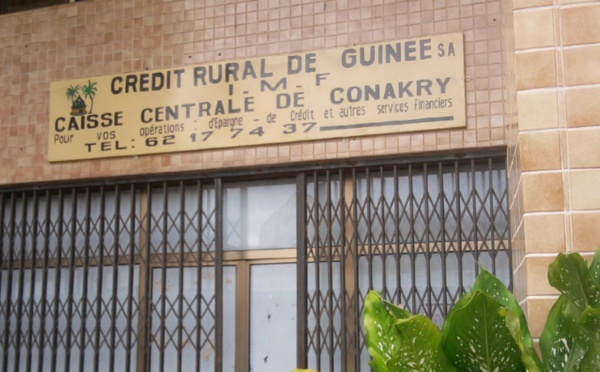 CREDIT RURAL DE GUINEE SA
I-M-F
CAISSE CENTRALE DE CONAKRY
Pour vos opérations : d'Epargne - de Crédit et autres services financiers
TEL: 62 17 74 37